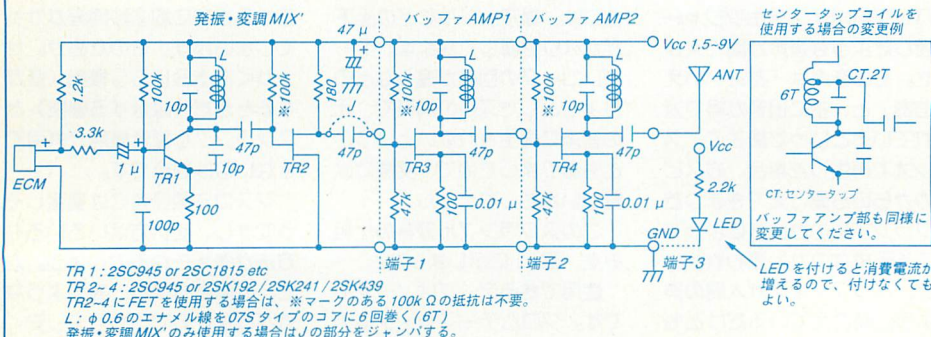 発振・変調MIX'
バッファAMP1
バッファAMP2
センタータップコイルを
使用する場合の変更例
47μ
+
Vcc 1.5~9V
L
L
L
ANT
CT.2T
6T
1.2k
100k
10p
※100k
180
J
※100k
10p
※100k
10p
3.3k
+
+
ECM
1μ
TR1
10p
47p
TR2
47p
TR3
47p
TR4
47p
Vcc
2.2k
LED
100p
100
47k
100
0.01μ
47k
100
0.01μ
GND
CT:センタータップ
バッファアンプ部も同様に
変更してください。
端子1
端子2
端子3
TR 1 : 2SC945 or 2SC1815 etc
TR 2~4 : 2SC945 or 2SK192 / 2SK241 / 2SK439
TR2~4にFETを使用する場合は、※マークのある100kΩの抵抗は不要。
L : φ0.6のエナメル線を07Sタイプのコアに6回巻く(6T)
発振・変調MIX'のみ使用する場合はJの部分をジャンパする。
LEDを付けると消費電流が
増えるので、付けなくても
よい。